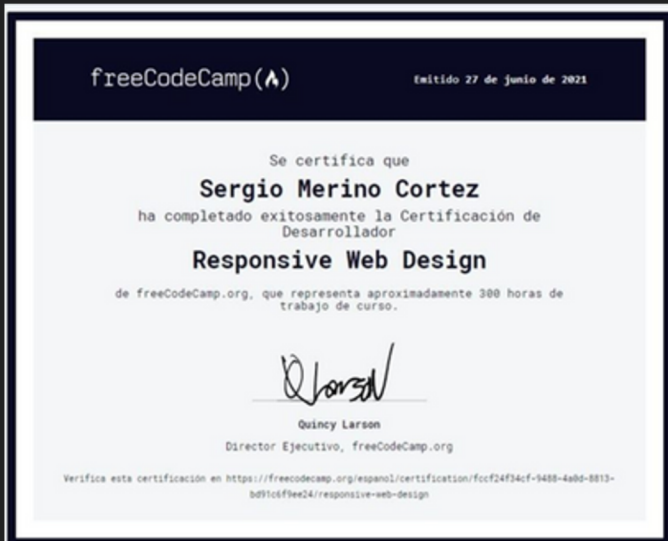 freeCodeCamp(🔥)
Emitido 27 de junio de 2021
Se certifica que
Sergio Merino Cortez
ha completado exitosamente la Certificación de
Desarrollador
Responsive Web Design
de freeCodeCamp.org, que representa aproximadamente 300 horas de
trabajo de curso.
Quincy Larson
Director Ejecutivo, freeCodeCamp.org
Verifica esta certificación en https://freecodecamp.org/espanol/certification/fccf24f34cf-9488-4a0d-8813-
bd91c6f9ee24/responsive-web-design